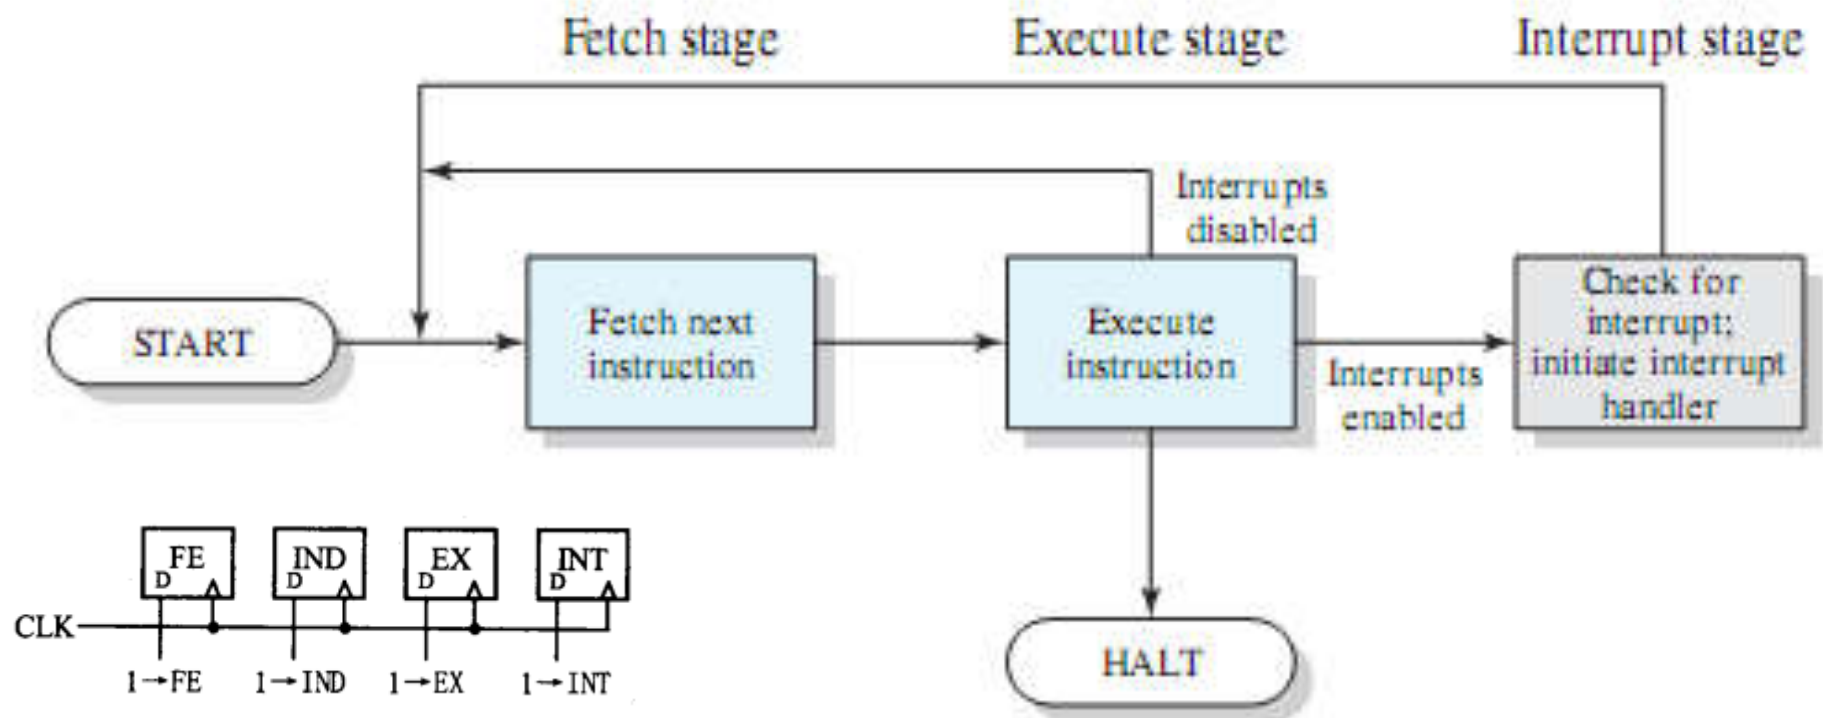 Fetch stage
Execute stage
Interrupt stage
Interrupts
disabled
START
Fetch next
instruction
Execute
instruction
Interrupts
enabled
Check for
interrupt;
initiate interrupt
handler
HALT
FE
D
IND
D
EX
D
INT
D
CLK
1→FE
1→IND
1→EX
1→INT